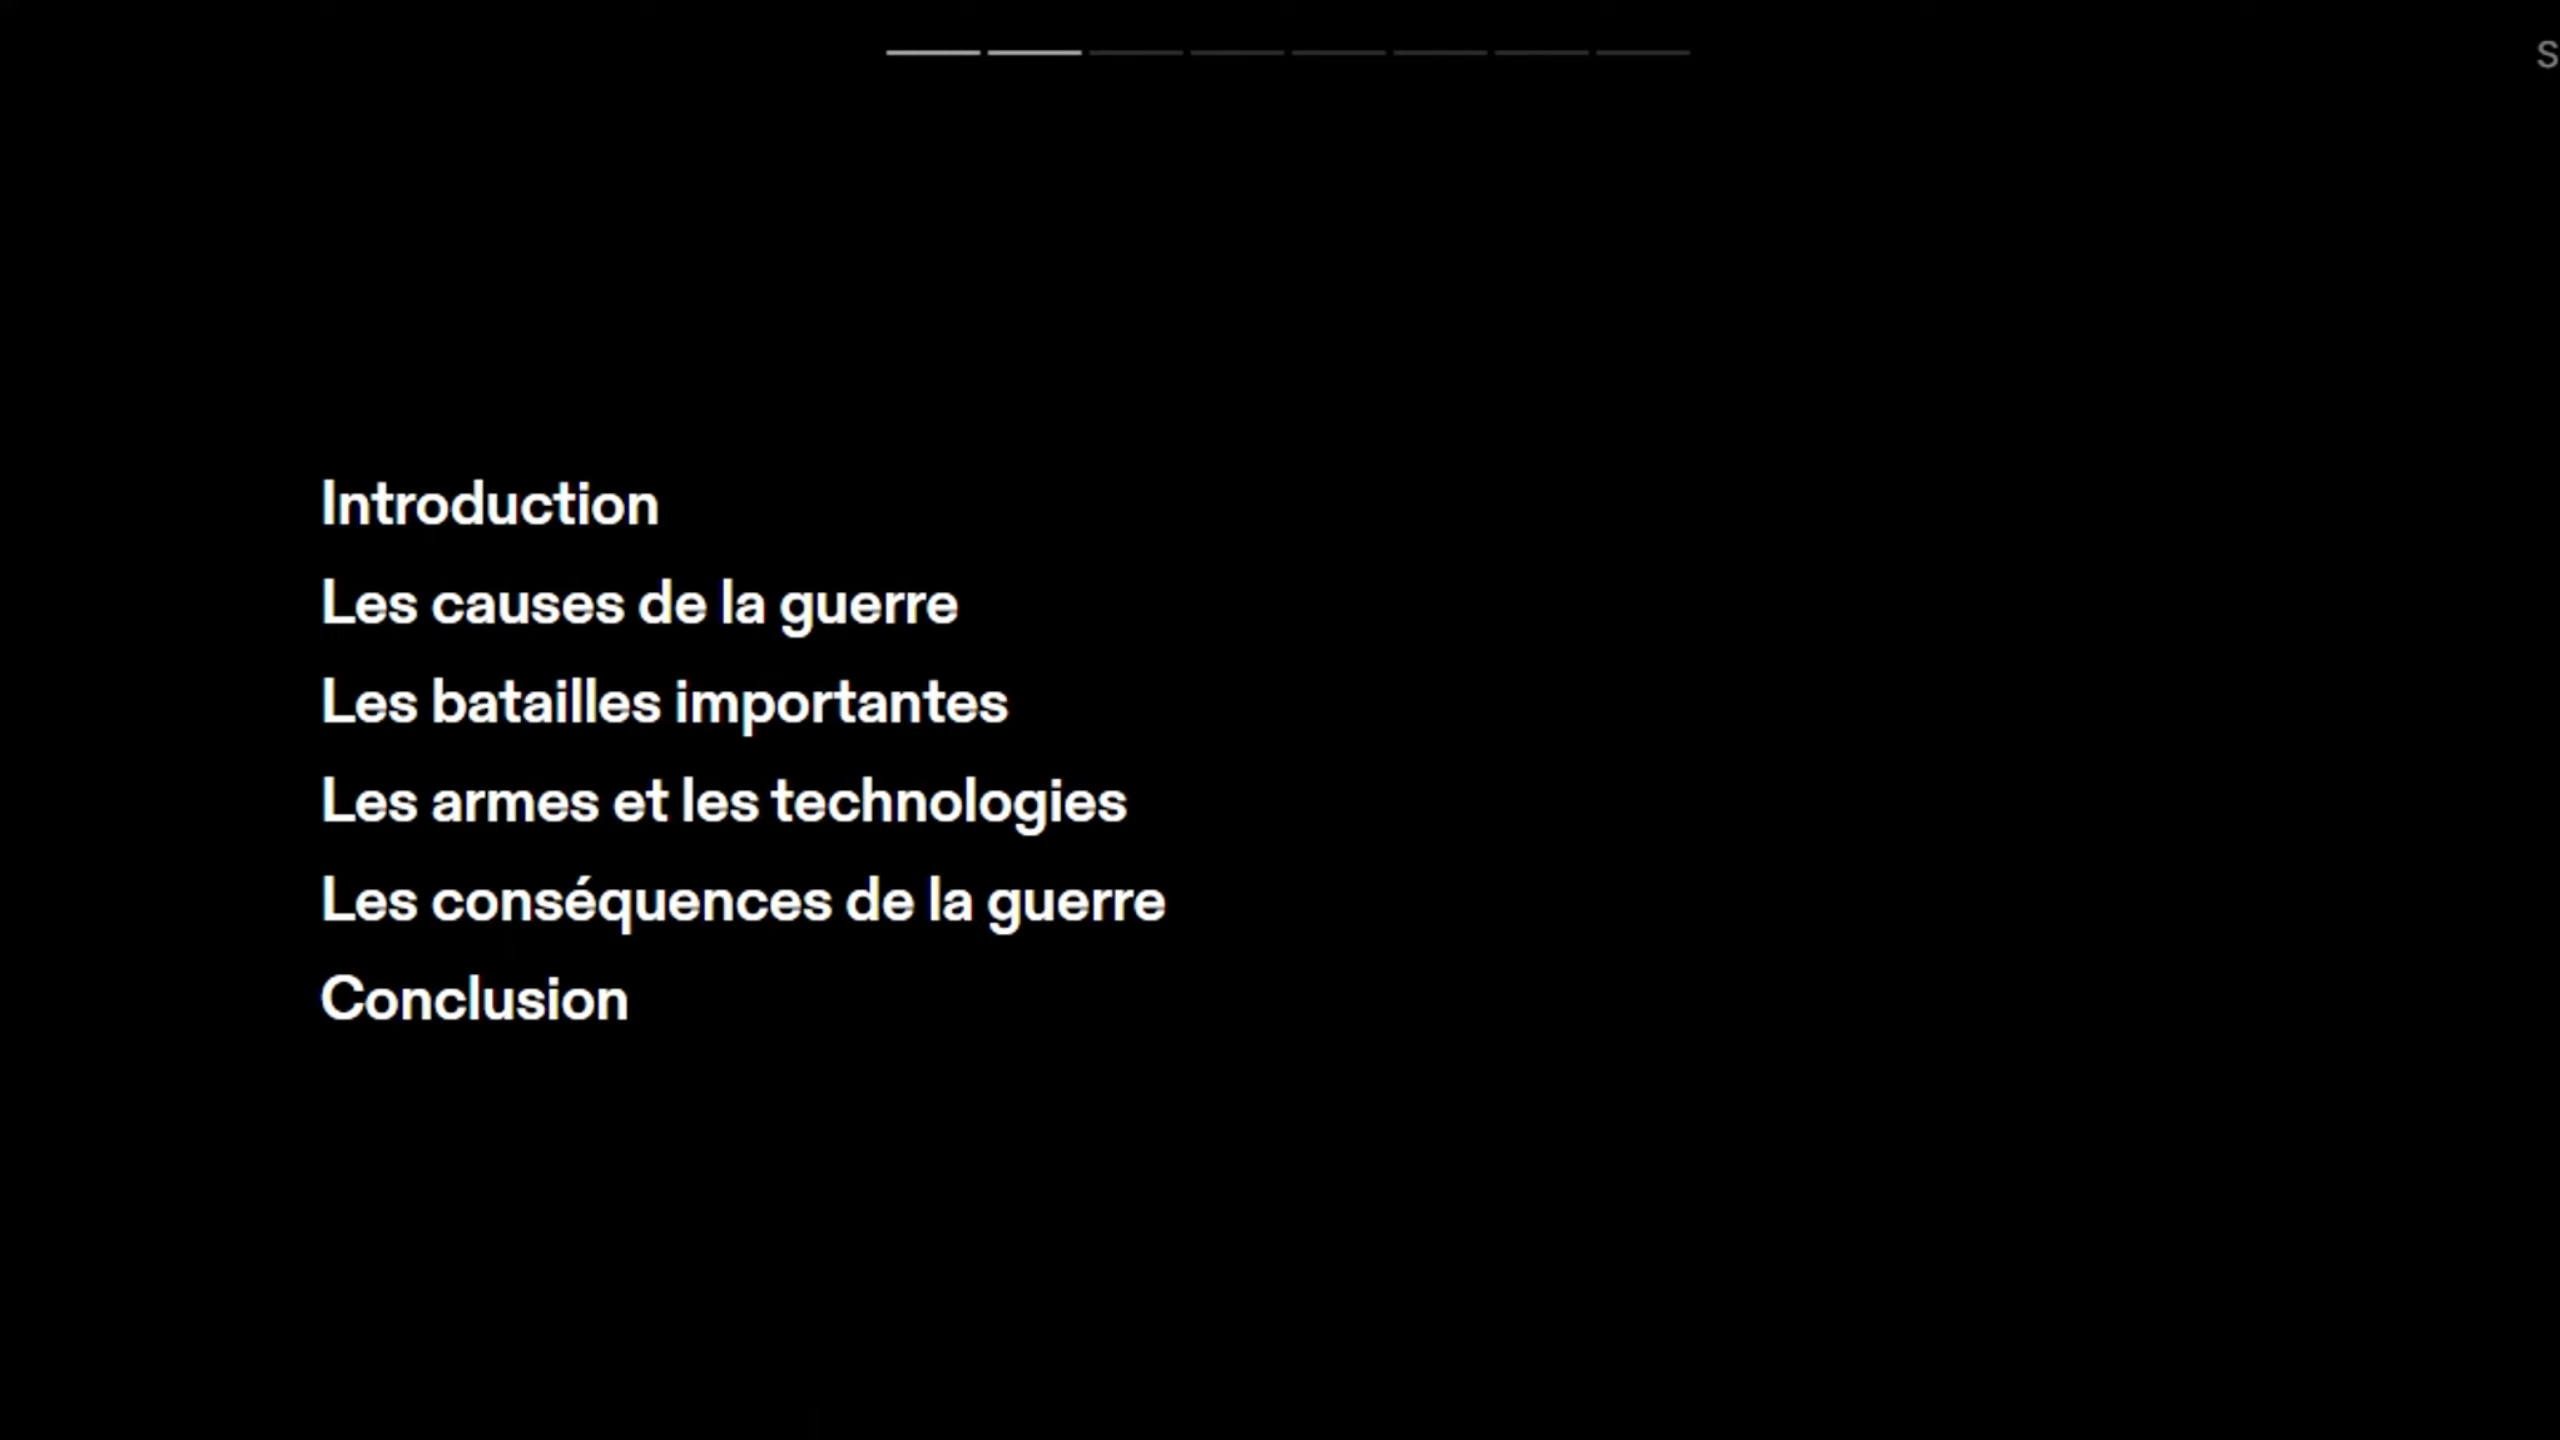 S
Introduction
Les causes de la guerre
Les batailles importantes
Les armes et les technologies
Les conséquences de la guerre
Conclusion